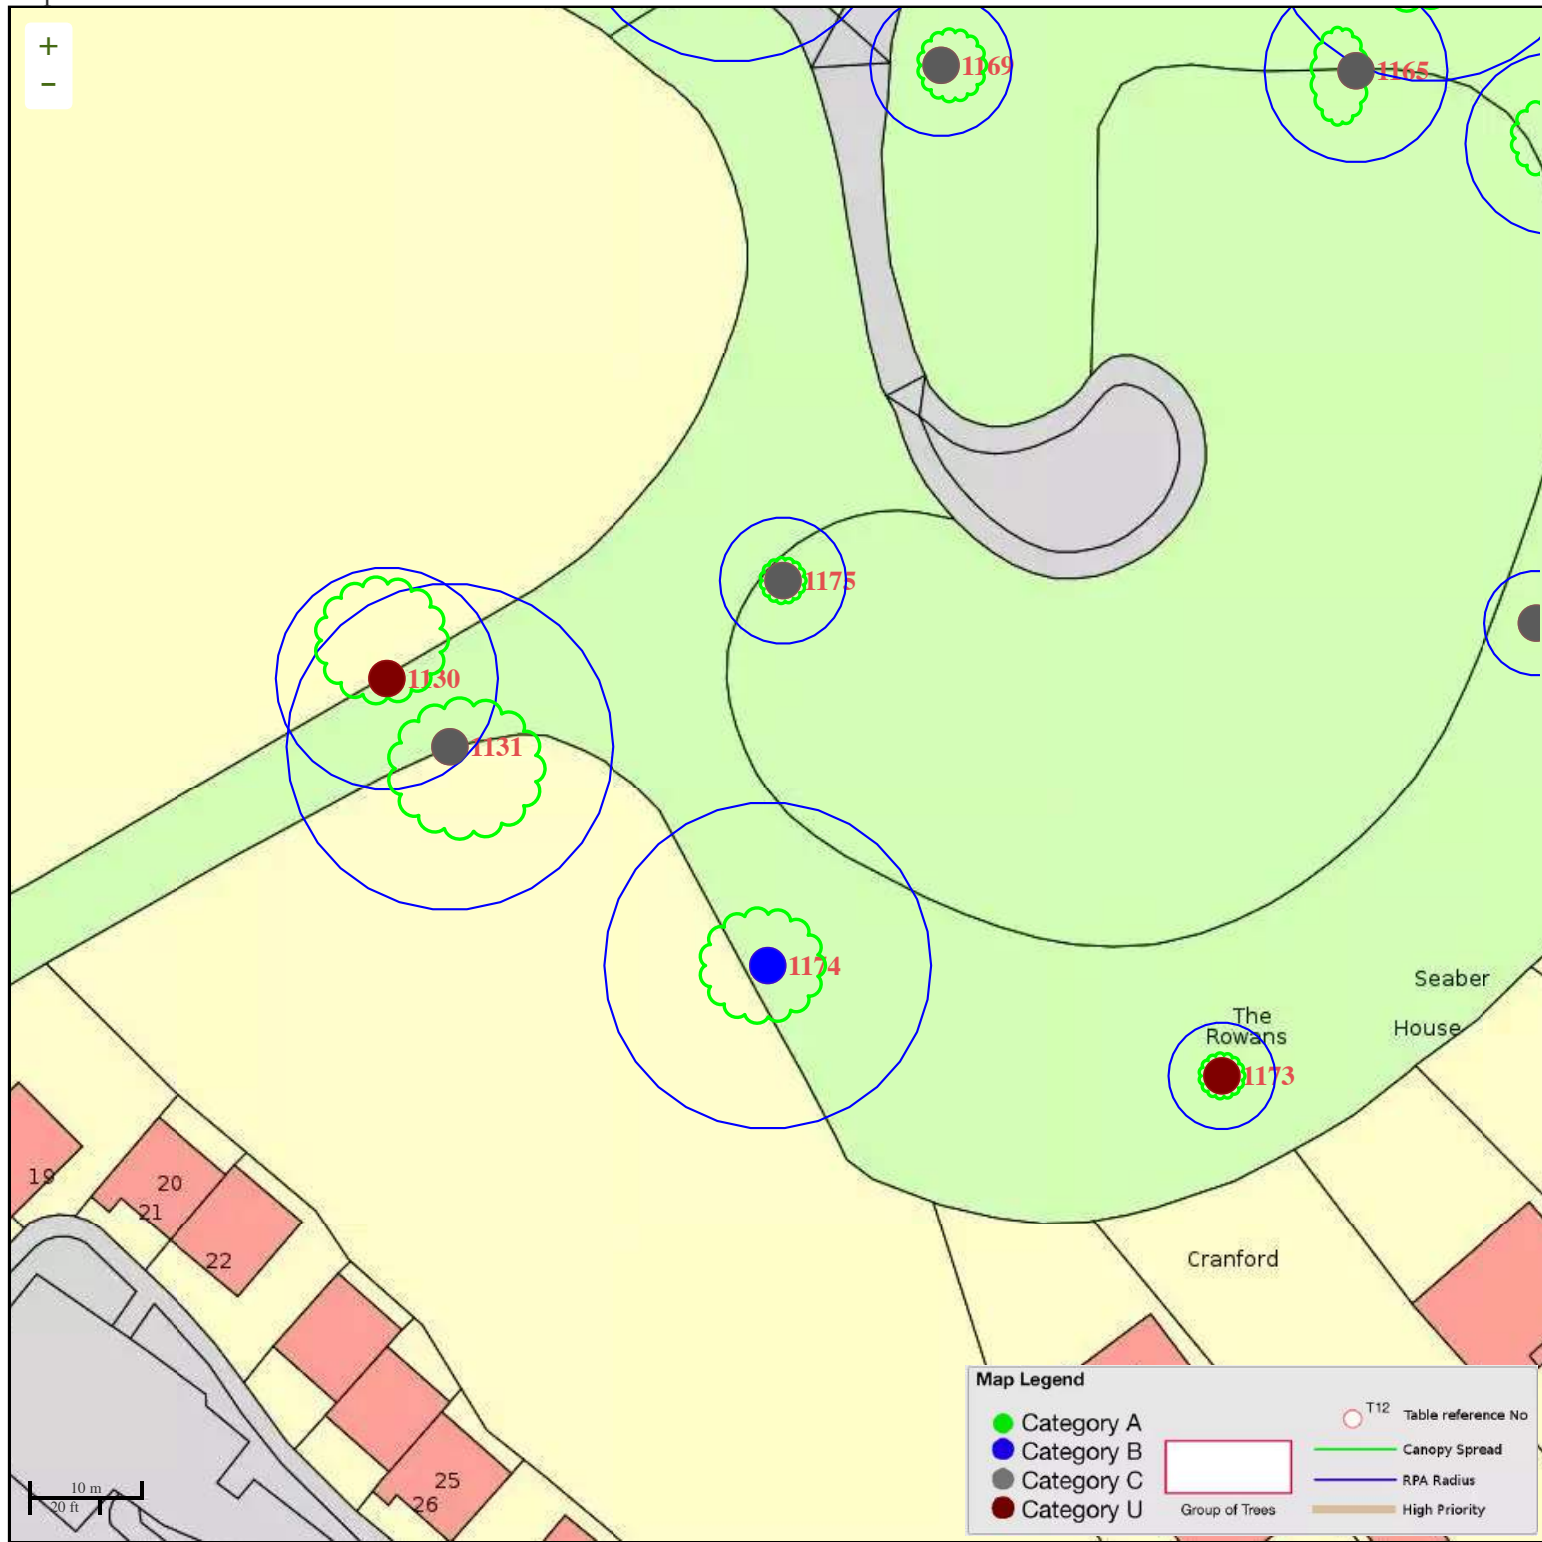 +
−
1169
1165
1175
1130
1131
1174
Seaber
House
The
Rowans
1173
19
20
21
22
Cranford
25
26
10 m
20 ft
Map Legend
Category A
Category B
Category C
Category U
Group of Trees
T12 Table reference No
Canopy Spread
RPA Radius
High Priority